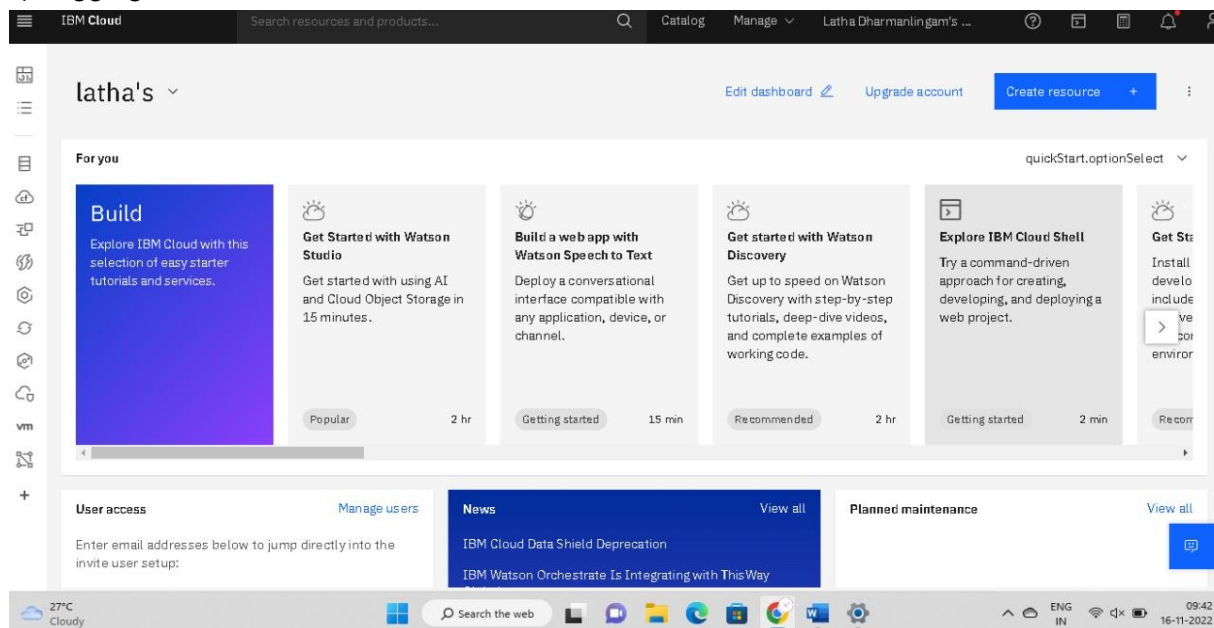 IBM Cloud
Search resources and products...
Catalog
Manage
Latha Dharmanlingam's ...
latha's
Edit dashboard
Upgrade account
Create resource +
For you
quickStart.optionSelect
Build
Explore IBM Cloud with this
selection of easy starter
tutorials and services.
Get Started with Watson
Studio
Get started with using AI
and Cloud Object Storage in
15 minutes.
Popular 2 hr
Build a web app with
Watson Speech to Text
Deploy a conversational
interface compatible with
any application, device, or
channel.
Getting started 15 min
Get started with Watson
Discovery
Get up to speed on Watson
Discovery with step-by-step
tutorials, deep-dive videos,
and complete examples of
working code.
Recommended 2 hr
Explore IBM Cloud Shell
Try a command-driven
approach for creating,
developing, and deploying a
web project.
Getting started 2 min
Get Sta
Install
develo
include
ve
environ
Recom
vm
User access
Manage users
Enter email addresses below to jump directly into the
invite user setup:
News
View all
IBM Cloud Data Shield Deprecation
IBM Watson Orchestrate Is Integrating with ThisWay
Planned maintenance
View all
27°C
Cloudy
Search the web
ENG
IN
09:42
16-11-2022